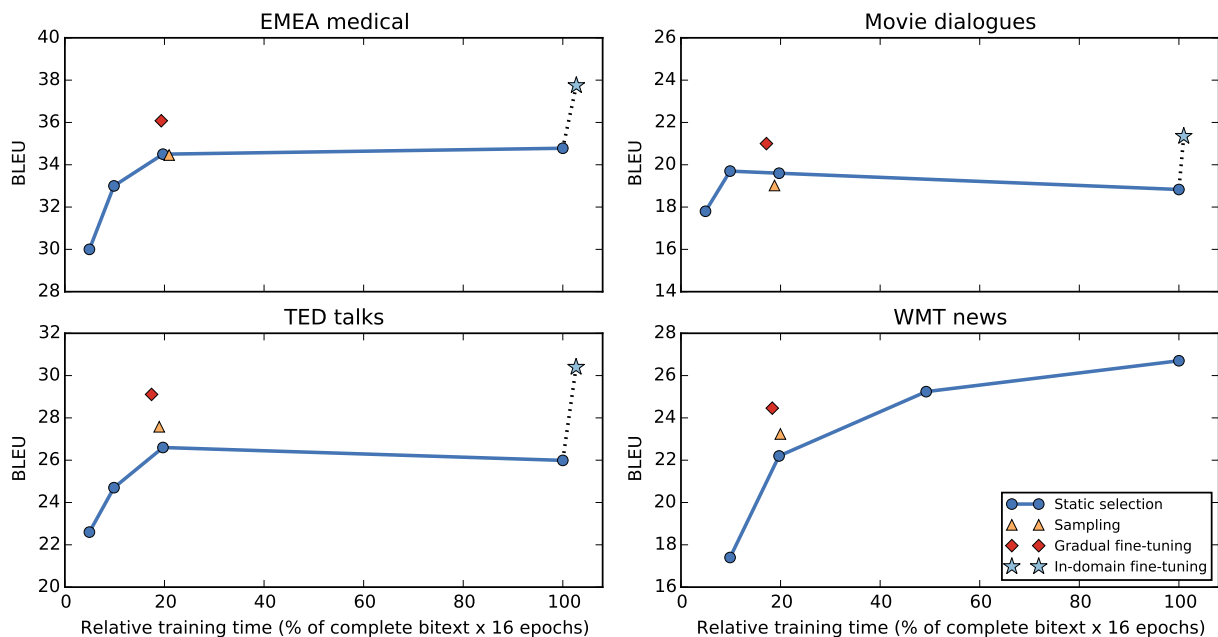 EMEA medical
40
38
36
34
32
30
28
BLEU
Movie dialogues
26
24
22
20
18
16
14
BLEU
TED talks
32
30
28
26
24
22
20
BLEU
0 20 40 60 80 100
Relative training time (% of complete bitext x 16 epochs)
WMT news
28
26
24
22
20
18
16
BLEU
Static selection
Sampling
Gradual fine-tuning
In-domain fine-tuning
0 20 40 60 80 100
Relative training time (% of complete bitext x 16 epochs)